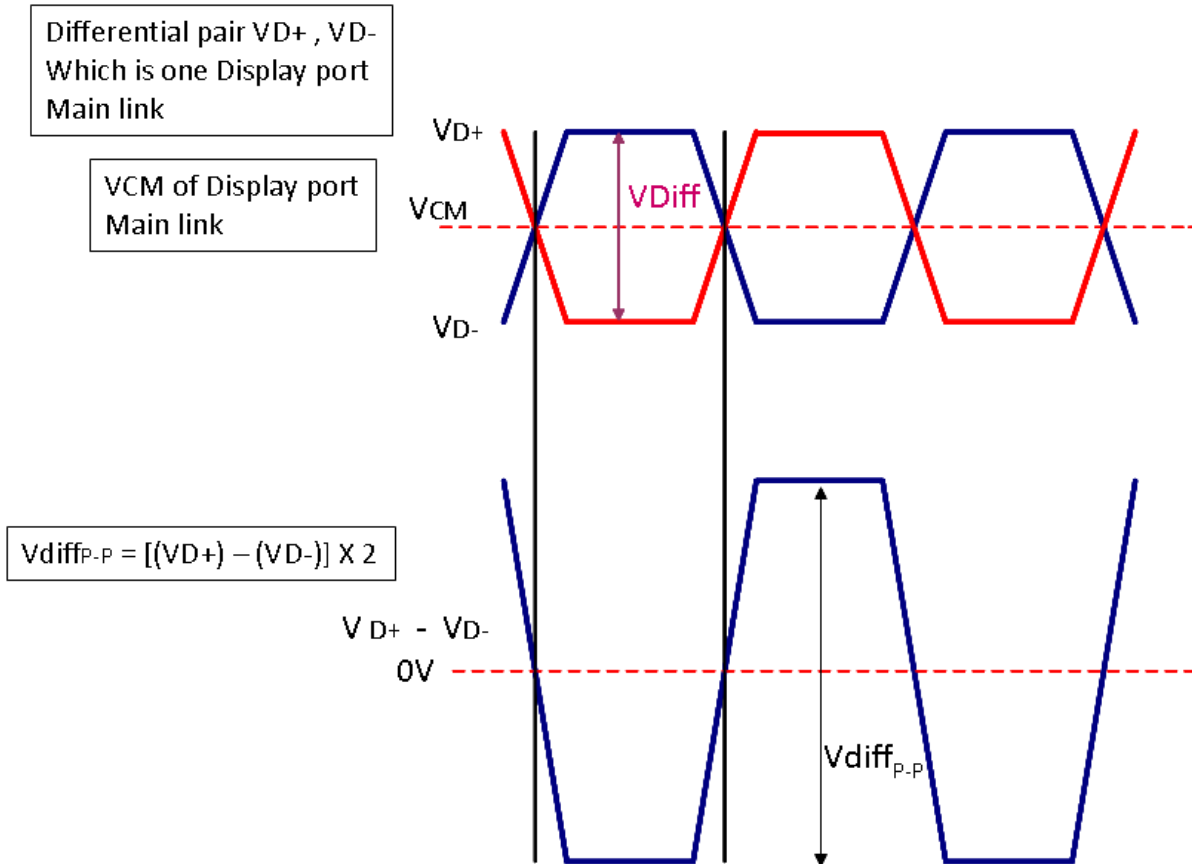 Differential pair VD+ , VD-
Which is one Display port
Main link
VCM of Display port
Main link
VD+
VDiff
VCM
VD-
VdiffP-P = [(VD+) – (VD-)] X 2
V D+ - VD-
0V
VdiffP-P